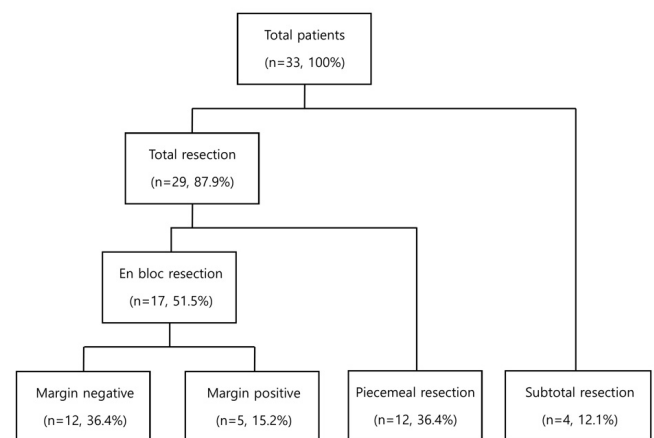 Total patients
(n=33, 100%)
Total resection
(n=29, 87.9%)
En bloc resection
(n=17, 51.5%)
Margin negative
(n=12, 36.4%)
Margin positive
(n=5, 15.2%)
Piecemeal resection
(n=12, 36.4%)
Subtotal resection
(n=4, 12.1%)